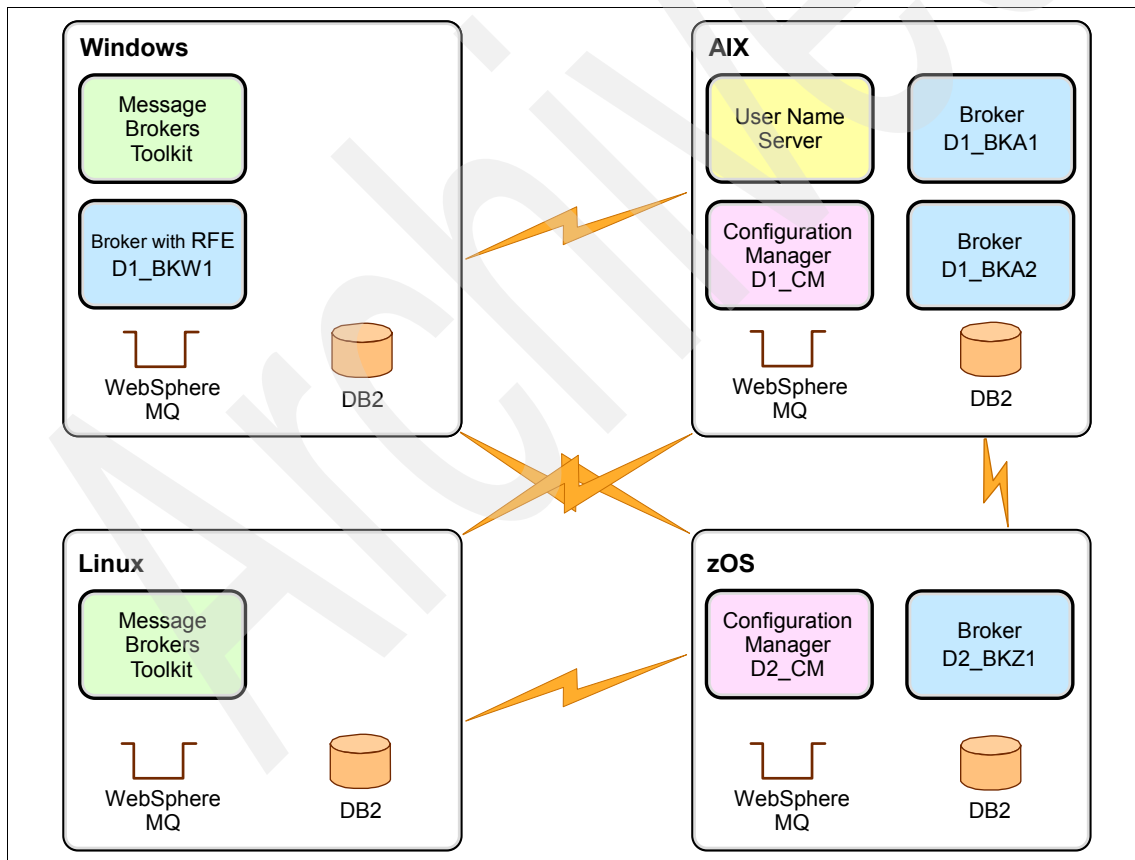 Windows
Message
Brokers
Toolkit
Broker with RFE
D1_BKW1
WebSphere
MQ
DB2
AIX
User Name
Server
Broker
D1_BKA1
Configuration
Manager
D1_CM
Broker
D1_BKA2
WebSphere
MQ
DB2
Linux
Message
Brokers
Toolkit
WebSphere
MQ
DB2
zOS
Configuration
Manager
D2_CM
Broker
D2_BKZ1
WebSphere
MQ
DB2
Archive